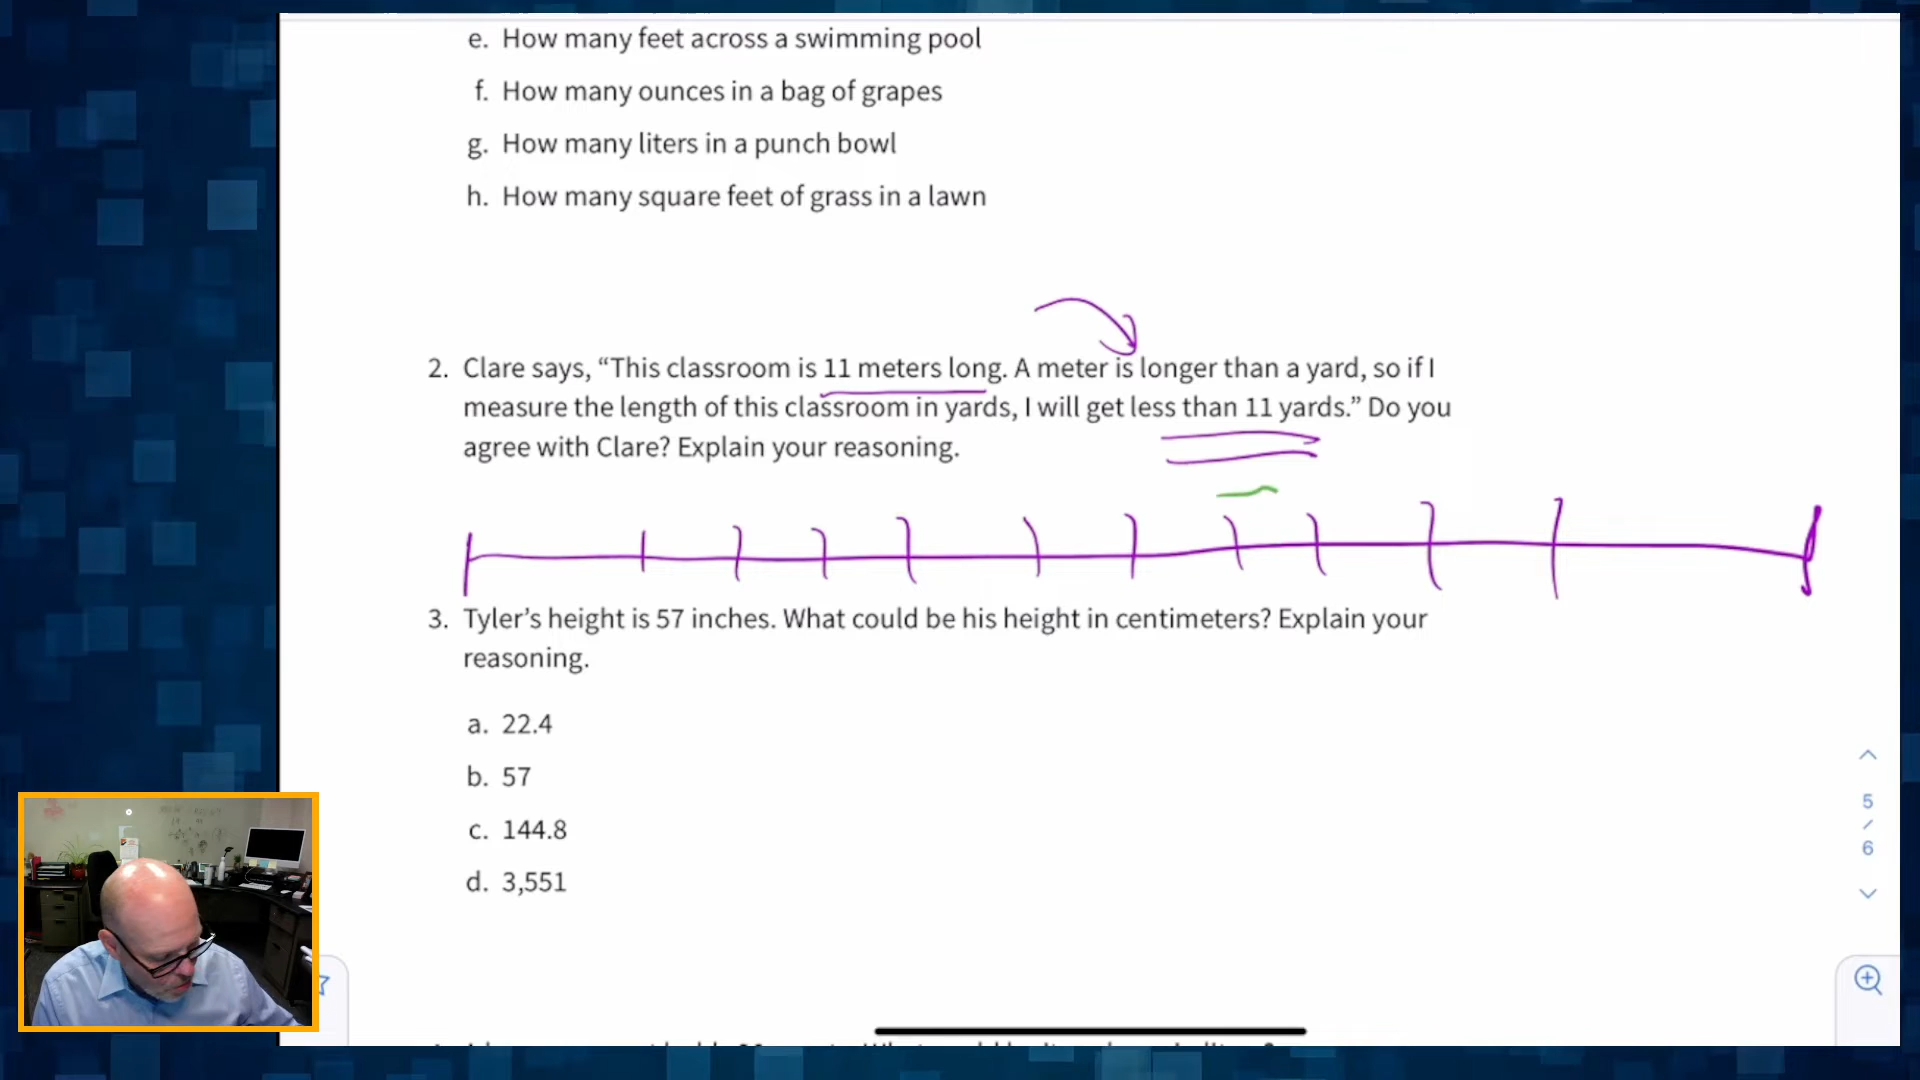 e. How many feet across a swimming pool
f. How many ounces in a bag of grapes
g. How many liters in a punch bowl
h. How many square feet of grass in a lawn
2. Clare says, “This classroom is 11 meters long. A meter is longer than a yard, so if I
measure the length of this classroom in yards, I will get less than 11 yards.” Do you
agree with Clare? Explain your reasoning.
3. Tyler’s height is 57 inches. What could be his height in centimeters? Explain your
reasoning.
a. 22.4
b. 57
c. 144.8
d. 3,551
5
/
6